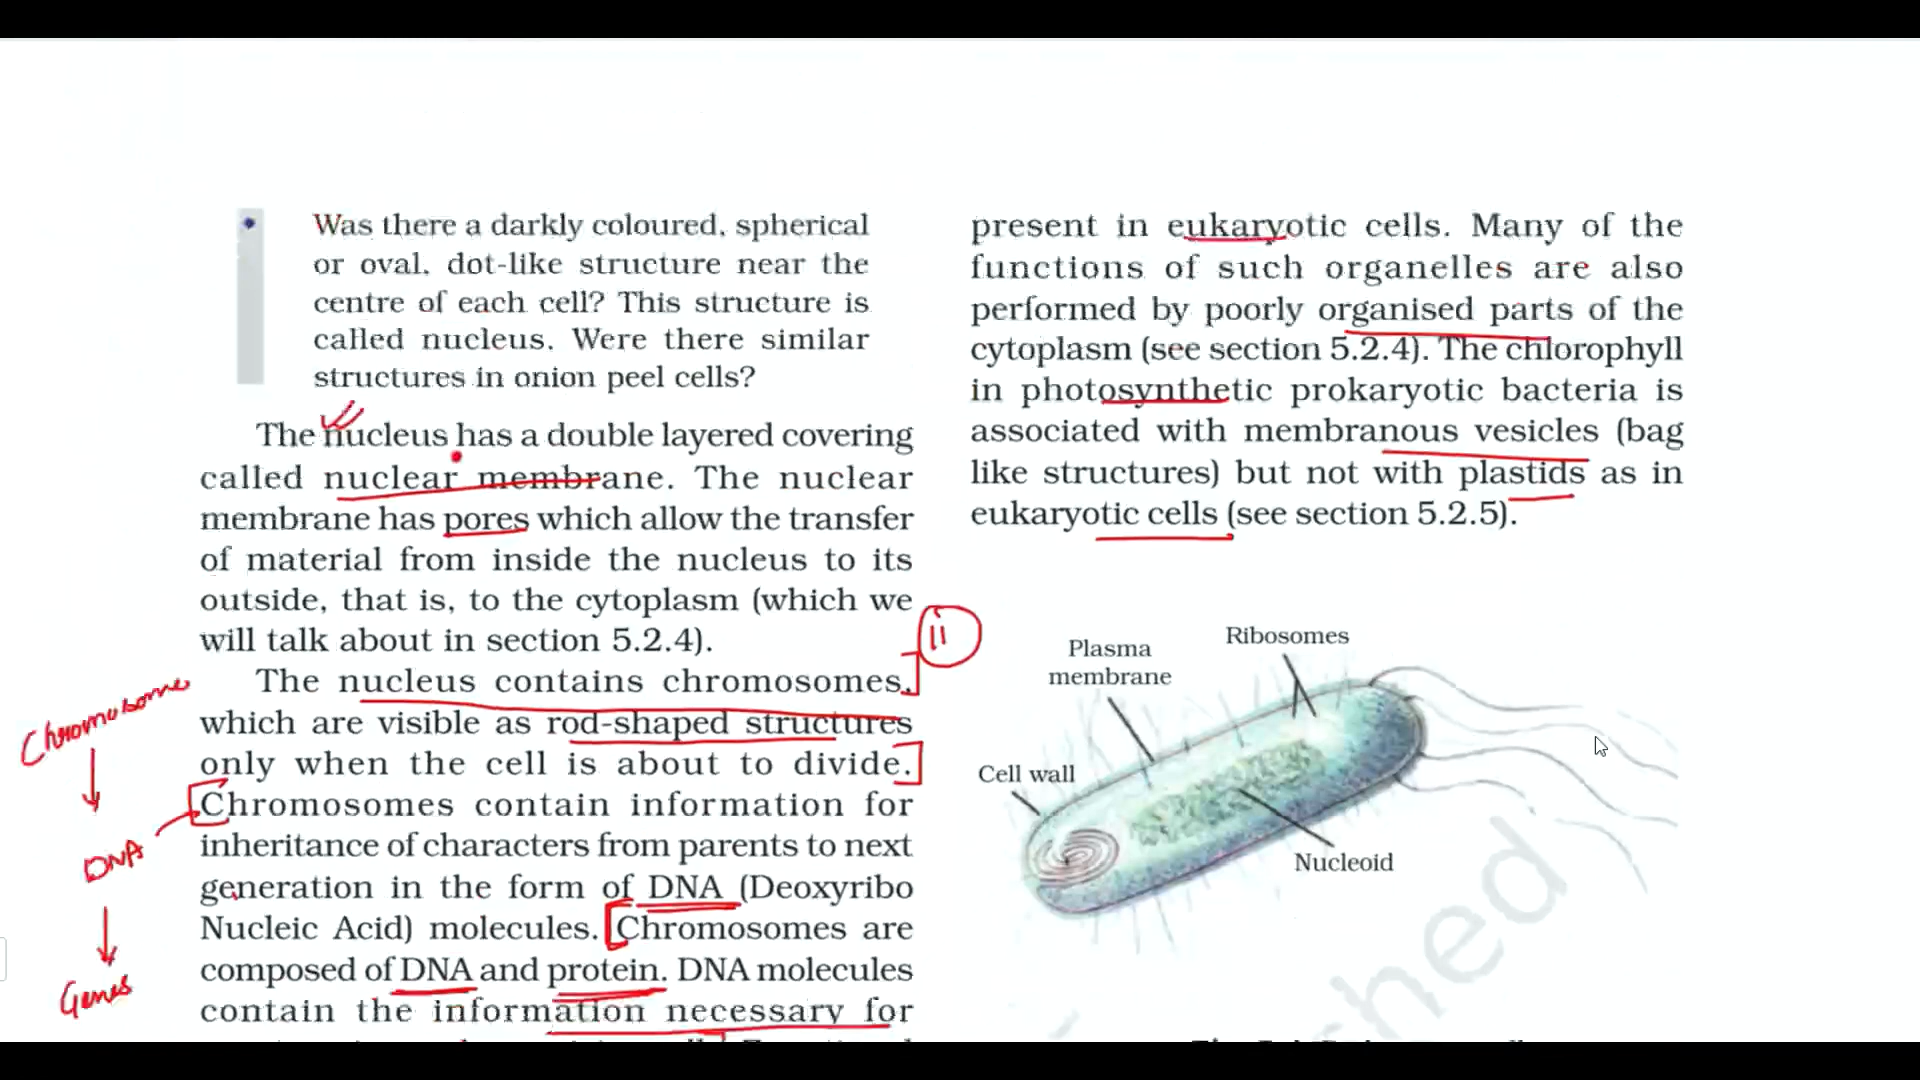 Was there a darkly coloured, spherical
or oval, dot-like structure near the
centre of each cell? This structure is
called nucleus. Were there similar
structures in onion peel cells?
The nucleus has a double layered covering
called nuclear membrane. The nuclear
membrane has pores which allow the transfer
of material from inside the nucleus to its
outside, that is, to the cytoplasm (which we
will talk about in section 5.2.4).
The nucleus contains chromosomes,
which are visible as rod-shaped structures
only when the cell is about to divide.
Chromosomes contain information for
inheritance of characters from parents to next
generation in the form of DNA (Deoxyribo
Nucleic Acid) molecules. Chromosomes are
composed of DNA and protein. DNA molecules
contain the information necessary for
Chromosome
DNA
Genes
11
present in eukaryotic cells. Many of the
functions of such organelles are also
performed by poorly organised parts of the
cytoplasm (see section 5.2.4). The chlorophyll
in photosynthetic prokaryotic bacteria is
associated with membranous vesicles (bag
like structures) but not with plastids as in
eukaryotic cells (see section 5.2.5).
Ribosomes
Plasma
membrane
Cell wall
Nucleoid
shed